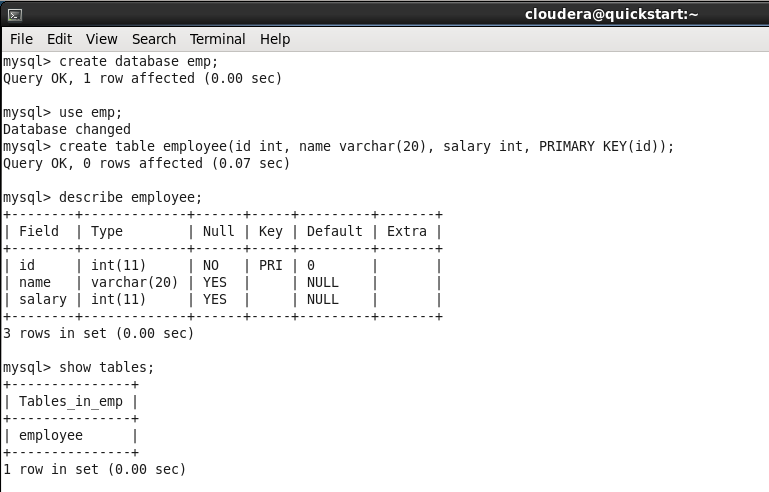 cloudera@quickstart:~
File Edit View Search Terminal Help
mysql> create database emp;
Query OK, 1 row affected (0.00 sec)
mysql> use emp;
Database changed
mysql> create table employee(id int, name varchar(20), salary int, PRIMARY KEY(id));
Query OK, 0 rows affected (0.07 sec)
mysql> describe employee;
+--------+-------------+------+-----+---------+-------+
| Field  | Type        | Null | Key | Default | Extra |
+--------+-------------+------+-----+---------+-------+
| id     | int(11)     | NO   | PRI | 0       |       |
| name   | varchar(20) | YES  |     | NULL    |       |
| salary | int(11)     | YES  |     | NULL    |       |
+--------+-------------+------+-----+---------+-------+
3 rows in set (0.00 sec)
mysql> show tables;
+---------------+
| Tables_in_emp |
+---------------+
| employee      |
+---------------+
1 row in set (0.00 sec)